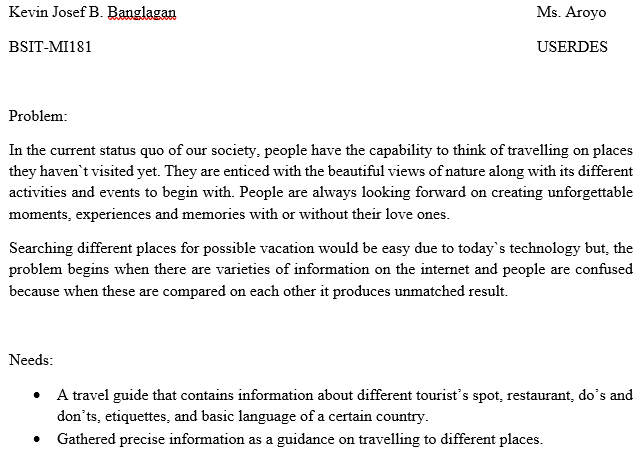 Kevin Josef B. Banglagan Ms. Aroyo
BSIT-MI181 USERDES
Problem:
In the current status quo of our society, people have the capability to think of travelling on places
they haven`t visited yet. They are enticed with the beautiful views of nature along with its different
activities and events to begin with. People are always looking forward on creating unforgettable
moments, experiences and memories with or without their love ones.
Searching different places for possible vacation would be easy due to today`s technology but, the
problem begins when there are varieties of information on the internet and people are confused
because when these are compared on each other it produces unmatched result.
Needs:
• A travel guide that contains information about different tourist’s spot, restaurant, do’s and
don’ts, etiquettes, and basic language of a certain country.
• Gathered precise information as a guidance on travelling to different places.